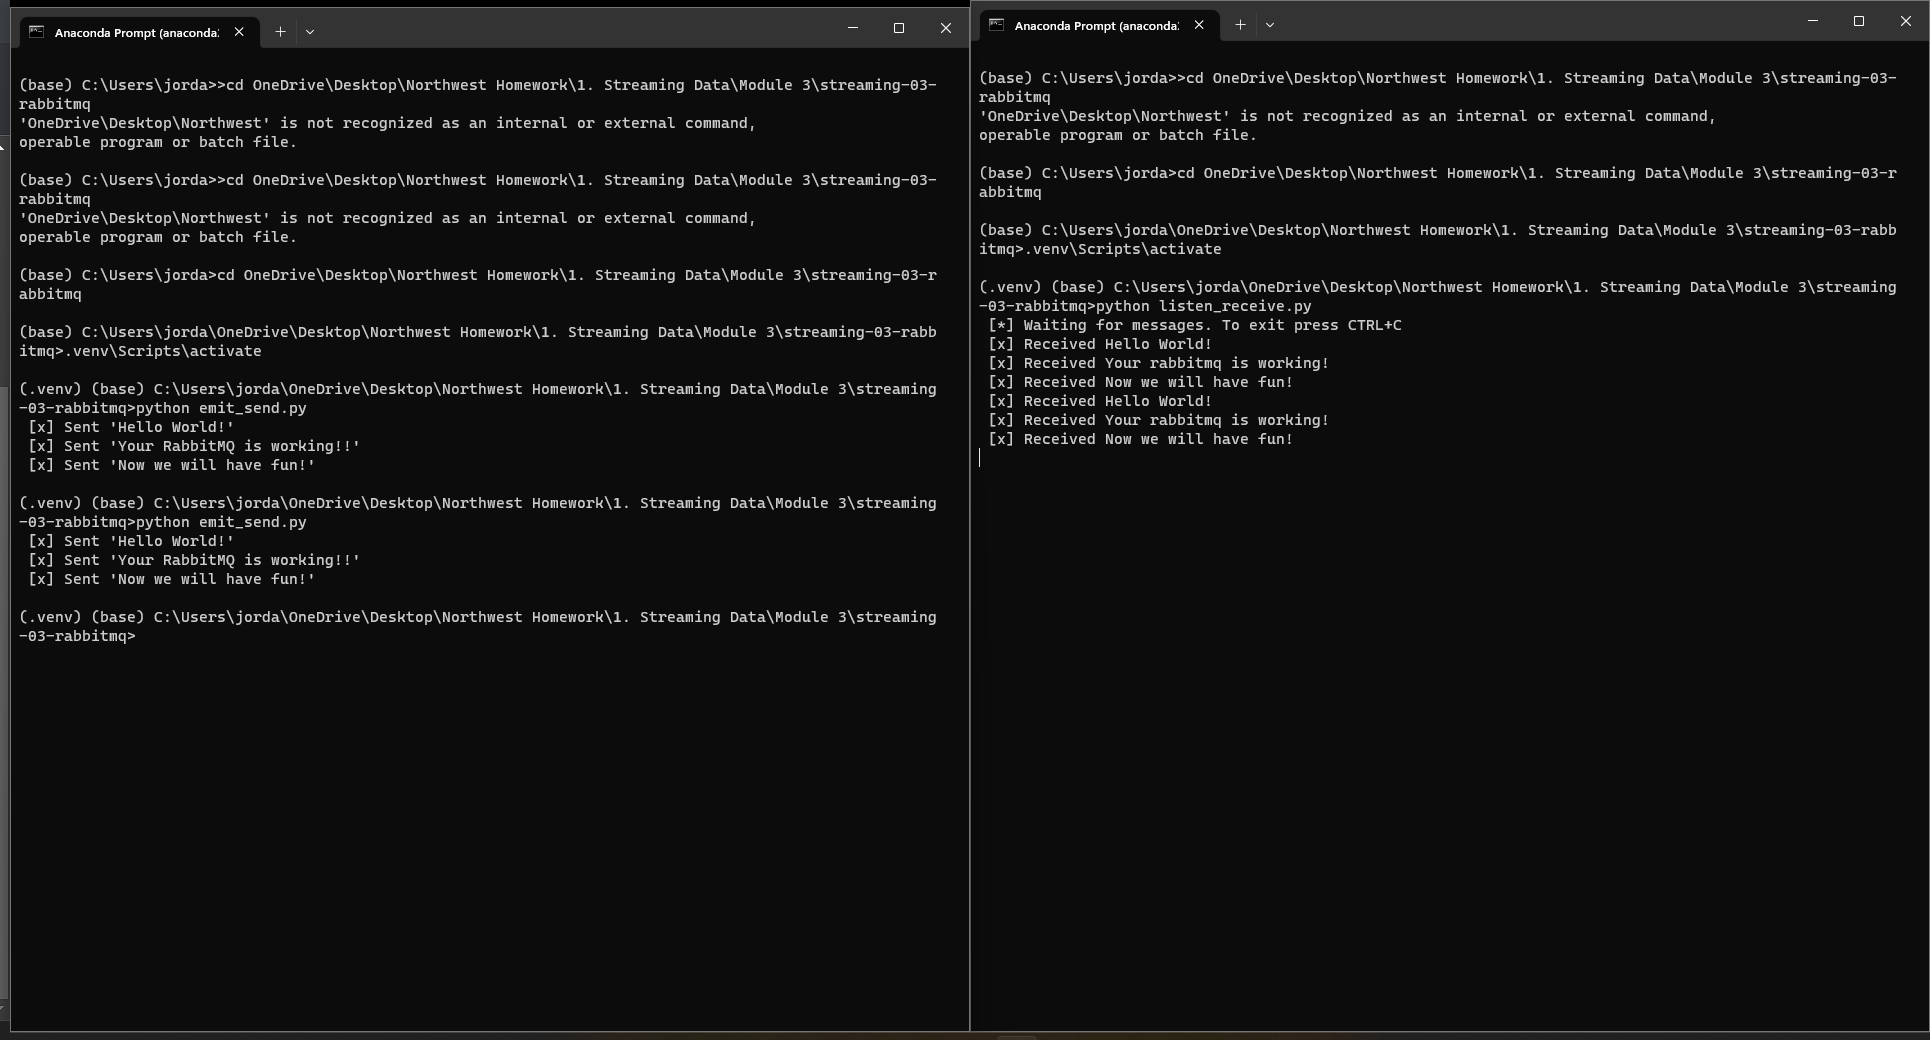 Anaconda Prompt (anaconda:
(base) C:\Users\jorda>>cd OneDrive\Desktop\Northwest Homework\1. Streaming Data\Module 3\streaming-03-
rabbitmq
'OneDrive\Desktop\Northwest' is not recognized as an internal or external command,
operable program or batch file.
(base) C:\Users\jorda>>cd OneDrive\Desktop\Northwest Homework\1. Streaming Data\Module 3\streaming-03-
rabbitmq
'OneDrive\Desktop\Northwest' is not recognized as an internal or external command,
operable program or batch file.
(base) C:\Users\jorda>cd OneDrive\Desktop\Northwest Homework\1. Streaming Data\Module 3\streaming-03-r
abbitmq
(base) C:\Users\jorda\OneDrive\Desktop\Northwest Homework\1. Streaming Data\Module 3\streaming-03-rabb
itmq>.venv\Scripts\activate
(.venv) (base) C:\Users\jorda\OneDrive\Desktop\Northwest Homework\1. Streaming Data\Module 3\streaming
-03-rabbitmq>python emit_send.py
[x] Sent 'Hello World!'
[x] Sent 'Your RabbitMQ is working!!'
[x] Sent 'Now we will have fun!'
(.venv) (base) C:\Users\jorda\OneDrive\Desktop\Northwest Homework\1. Streaming Data\Module 3\streaming
-03-rabbitmq>python emit_send.py
[x] Sent 'Hello World!'
[x] Sent 'Your RabbitMQ is working!!'
[x] Sent 'Now we will have fun!'
(.venv) (base) C:\Users\jorda\OneDrive\Desktop\Northwest Homework\1. Streaming Data\Module 3\streaming
-03-rabbitmq>
Anaconda Prompt (anaconda:
(base) C:\Users\jorda>>cd OneDrive\Desktop\Northwest Homework\1. Streaming Data\Module 3\streaming-03-
rabbitmq
'OneDrive\Desktop\Northwest' is not recognized as an internal or external command,
operable program or batch file.
(base) C:\Users\jorda>cd OneDrive\Desktop\Northwest Homework\1. Streaming Data\Module 3\streaming-03-r
abbitmq
(base) C:\Users\jorda\OneDrive\Desktop\Northwest Homework\1. Streaming Data\Module 3\streaming-03-rabb
itmq>.venv\Scripts\activate
(.venv) (base) C:\Users\jorda\OneDrive\Desktop\Northwest Homework\1. Streaming Data\Module 3\streaming
-03-rabbitmq>python listen_receive.py
[*] Waiting for messages. To exit press CTRL+C
[x] Received Hello World!
[x] Received Your rabbitmq is working!
[x] Received Now we will have fun!
[x] Received Hello World!
[x] Received Your rabbitmq is working!
[x] Received Now we will have fun!